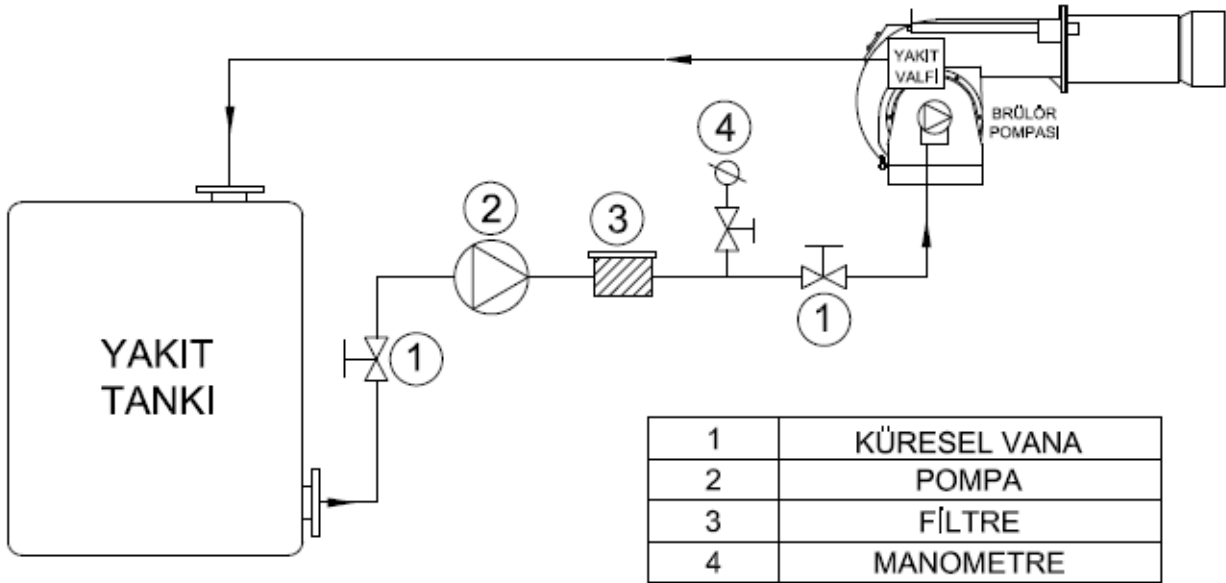 YAKIT
VALFİ
BRÜLÖR
POMPASI
4
2
3
1
1
YAKIT
TANKI
1 KÜRESEL VANA
2 POMPA
3 FİLTRE
4 MANOMETRE